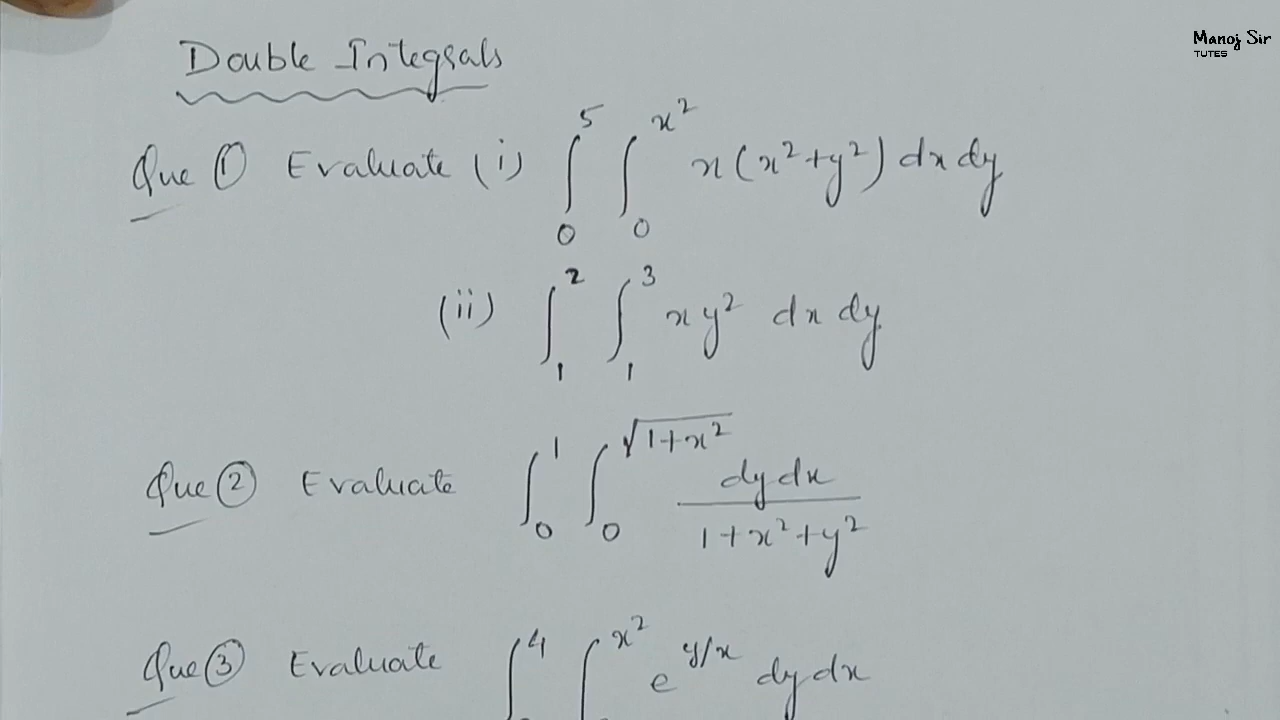 Manoj Sir
TUTES
Double Integrals
Que ① Evaluate (i) ∫₀⁵ ∫₀^{x²} x(x²+y²) dx dy
(ii) ∫₁² ∫₁³ xy² dx dy
Que ② Evaluate ∫₀¹ ∫₀^{√(1+x²)} dy dx / (1+x²+y²)
Que ③ Evaluate ∫⁴ ∫^{x²} e^{y/x} dy dx